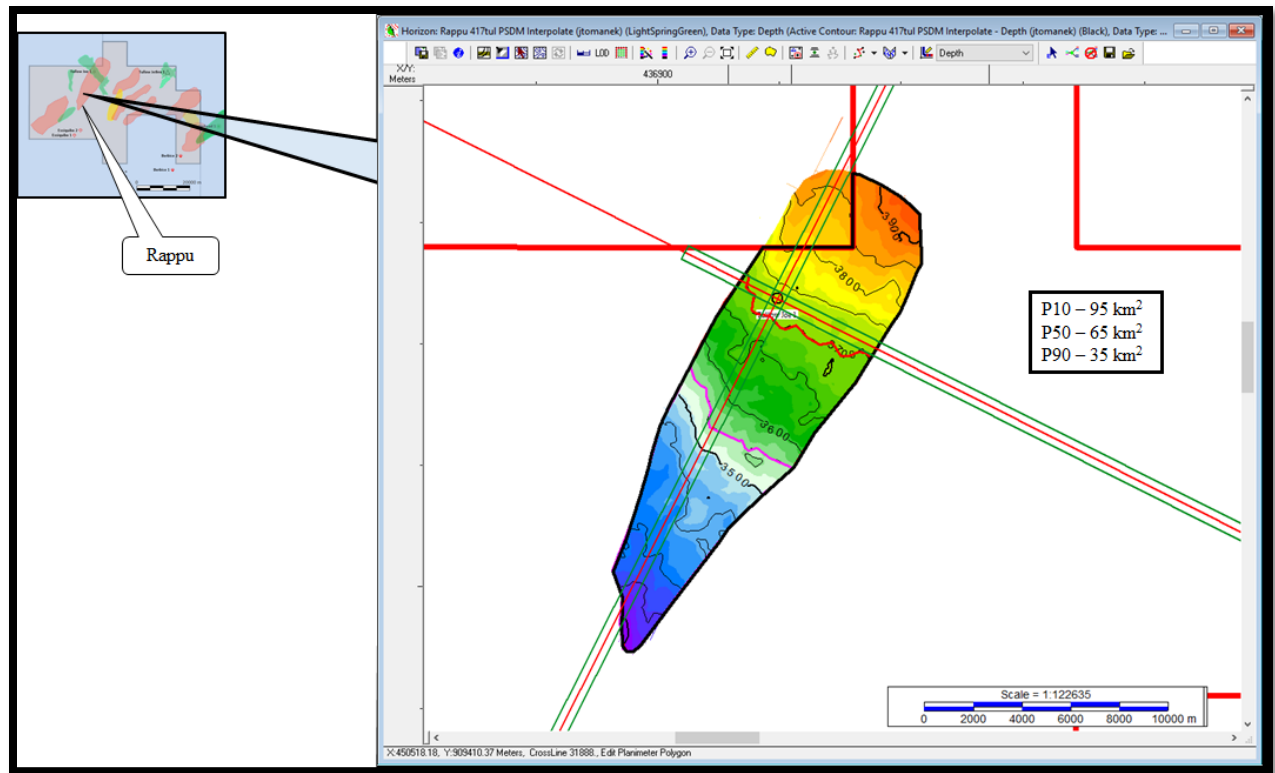 Horizon: Rappu 417tul PSDM Interpolate (jtomanek) (LightSpringGreen), Data Type: Depth (Active Contour: Rappu 417tul PSDM Interpolate - Depth (jtomanek) (Black), Data Type: ...
LOD
Depth
X/Y:
Meters
436900
20000 m
Rappu
3900
3800
3700
3600
3500
P10 – 95 km²
P50 – 65 km²
P90 – 35 km²
Scale = 1:122635
0 2000 4000 6000 8000 10000 m
X:450518.18, Y:909410.37 Meters, CrossLine 31888., Edit Planimeter Polygon